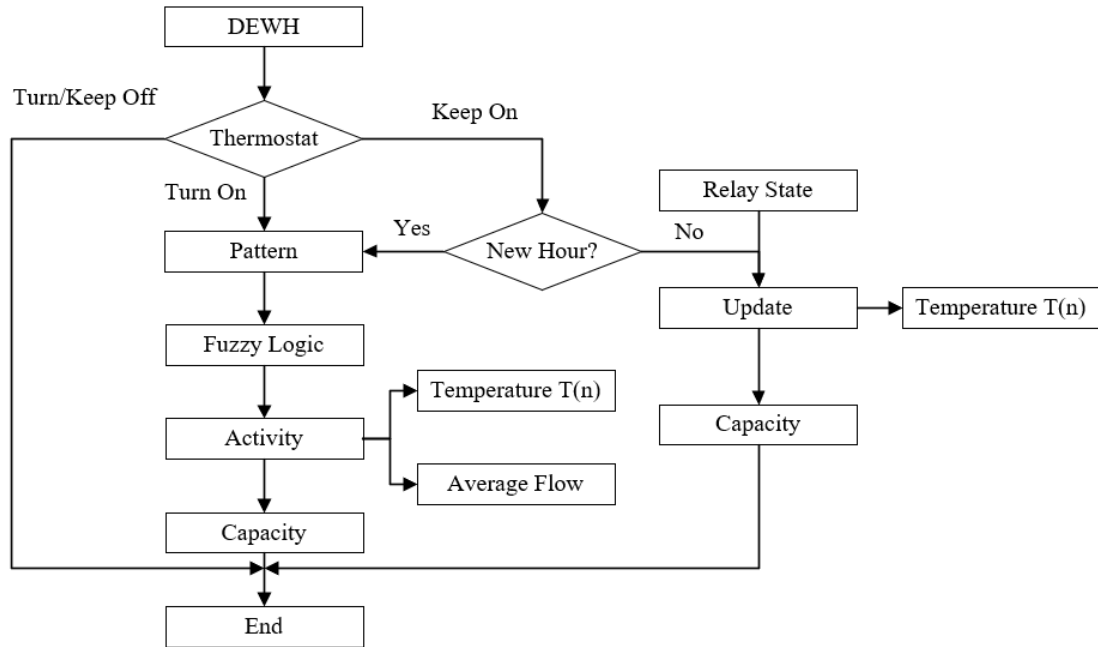 DEWH
Turn/Keep Off
Keep On
Thermostat
Turn On
Relay State
Yes
No
Pattern
New Hour?
Update
Temperature T(n)
Fuzzy Logic
Temperature T(n)
Capacity
Activity
Average Flow
Capacity
End